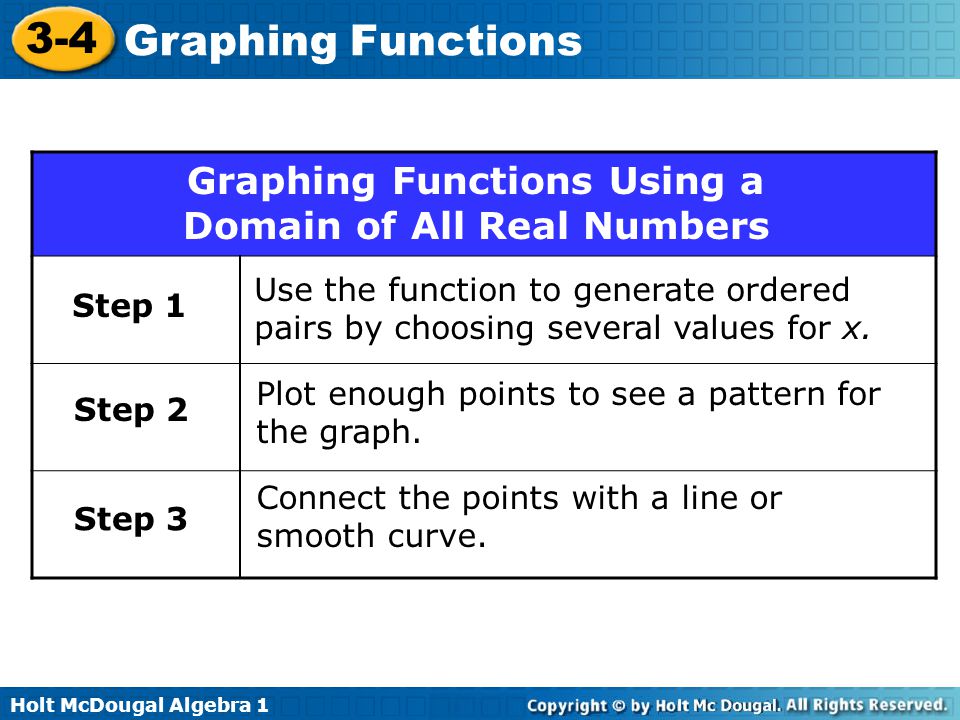 3-4 Graphing Functions
Graphing Functions Using a
Domain of All Real Numbers
Step 1
Use the function to generate ordered
pairs by choosing several values for x.
Step 2
Plot enough points to see a pattern for
the graph.
Step 3
Connect the points with a line or
smooth curve.
Holt McDougal Algebra 1
Copyright © by Holt Mc Dougal. All Rights Reserved.